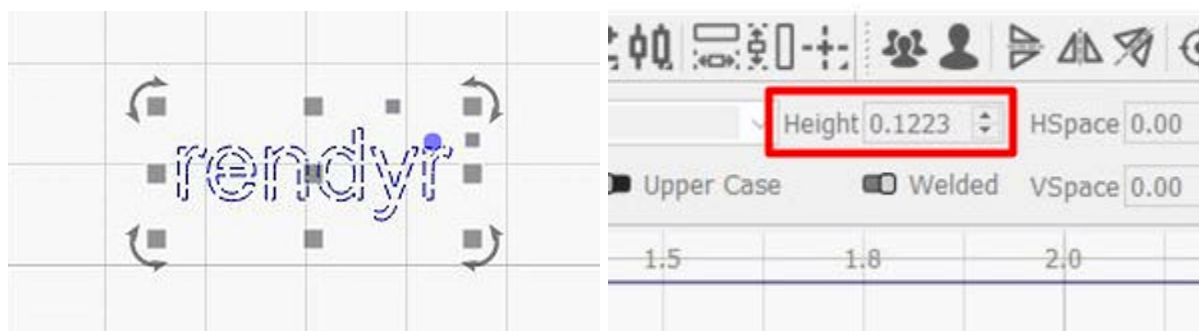 rendyr
Height 0.1223 HSpace 0.00
Upper Case Welded VSpace 0.00
1.5 1.8 2.0